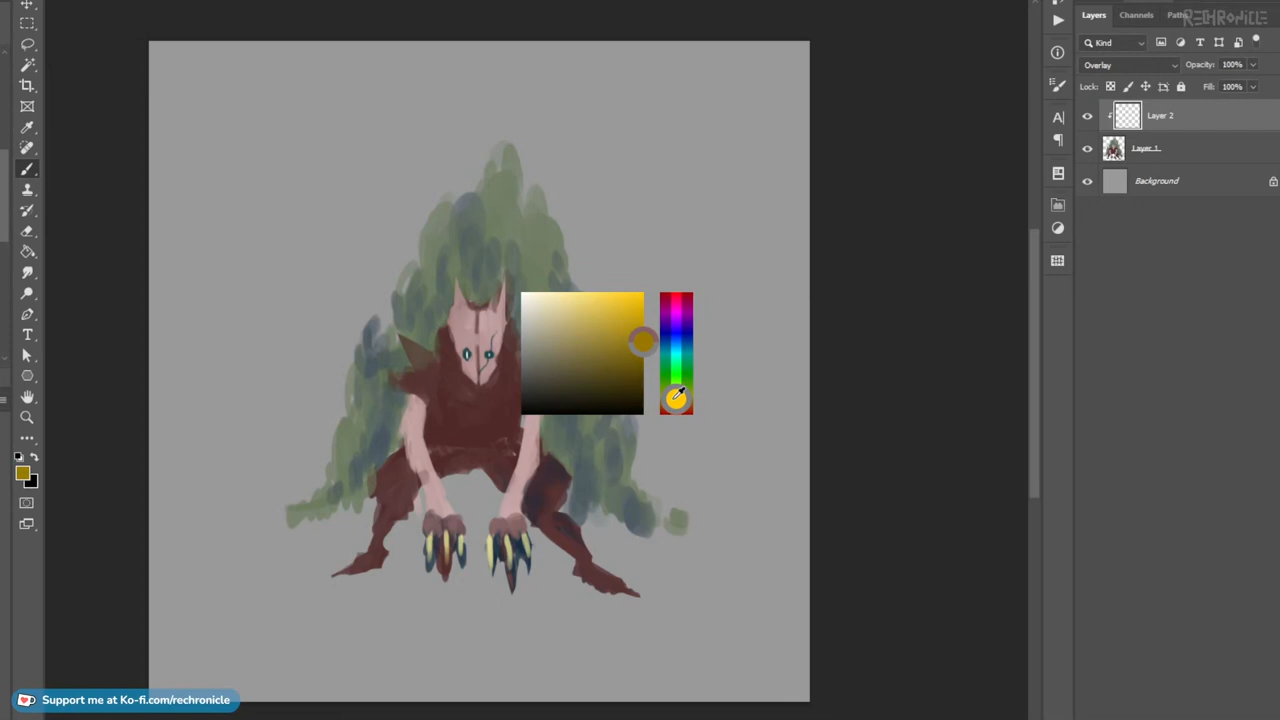 Layers Channels Paths
RECHRONICLE
Kind
Overlay Opacity: 100%
Lock: Fill: 100%
Layer 2
Layer 1
Background
Support me at Ko-fi.com/rechronicle